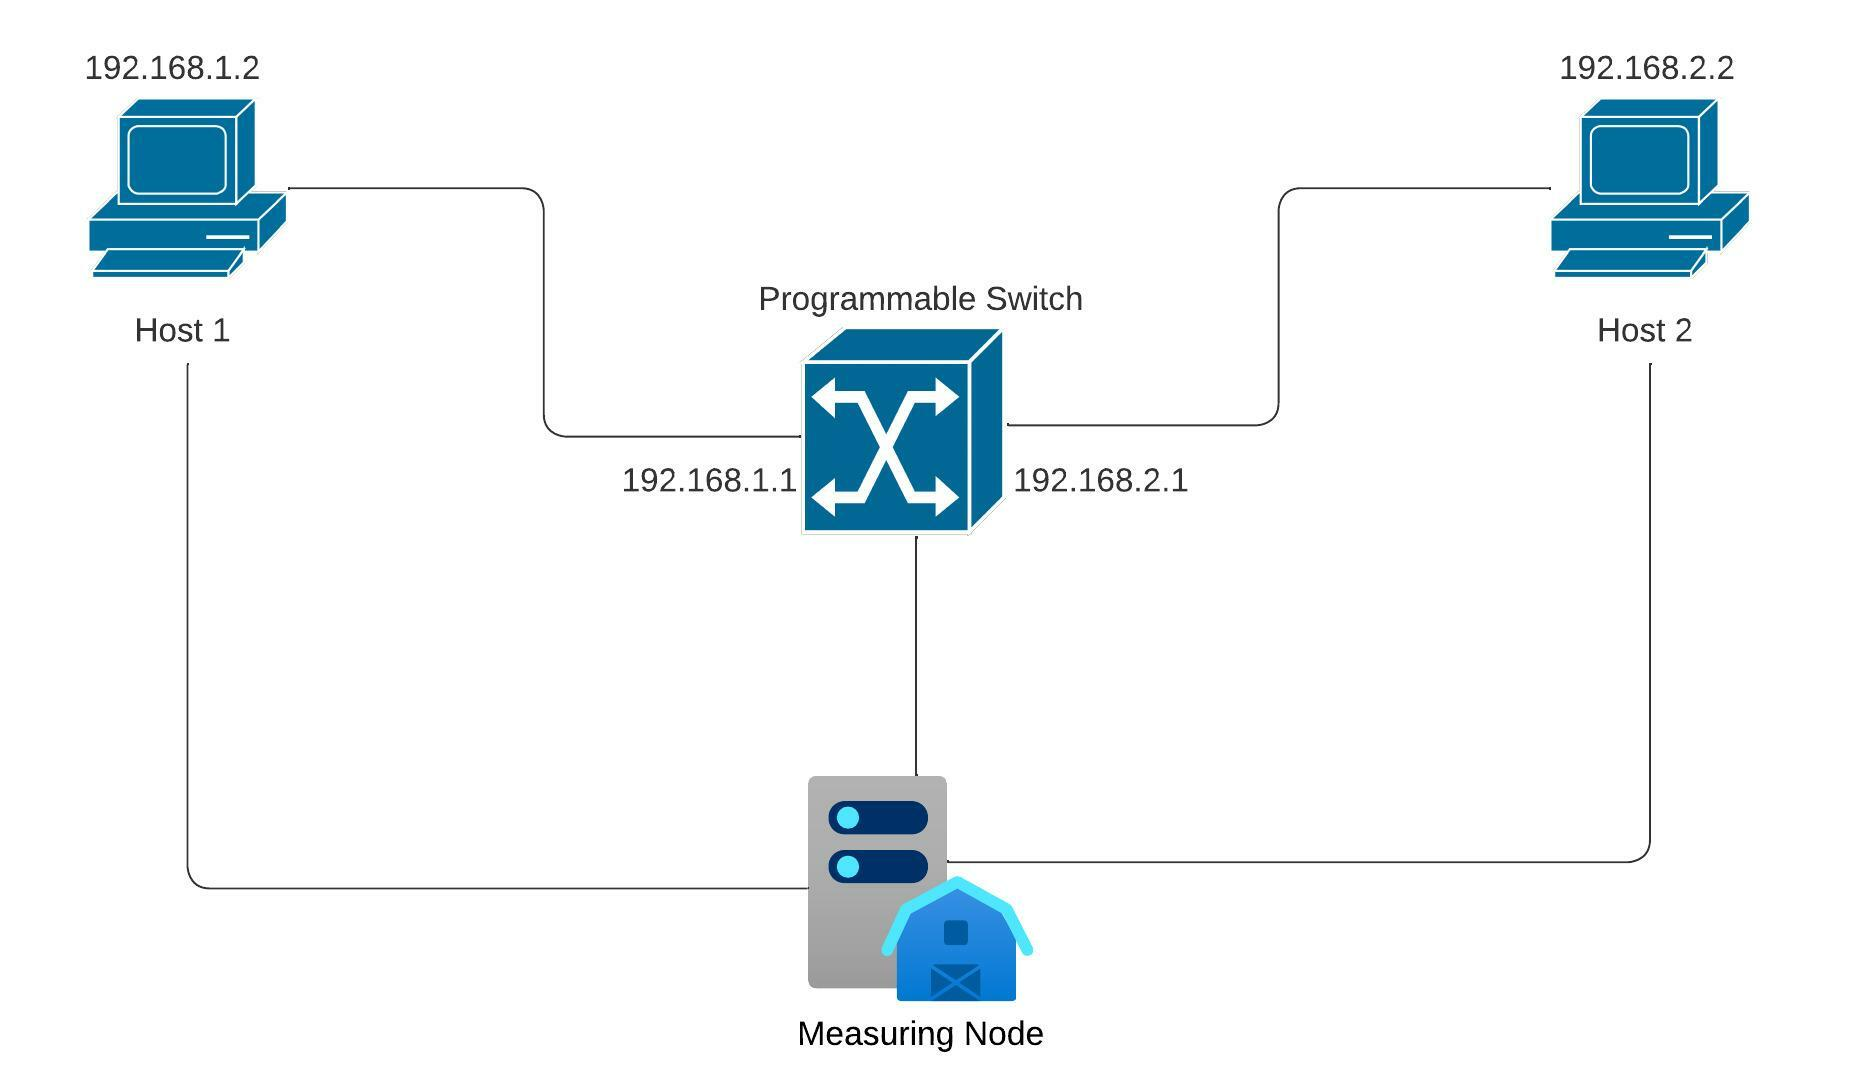 192.168.1.2
192.168.2.2
Programmable Switch
Host 1
Host 2
192.168.1.1
192.168.2.1
Measuring Node